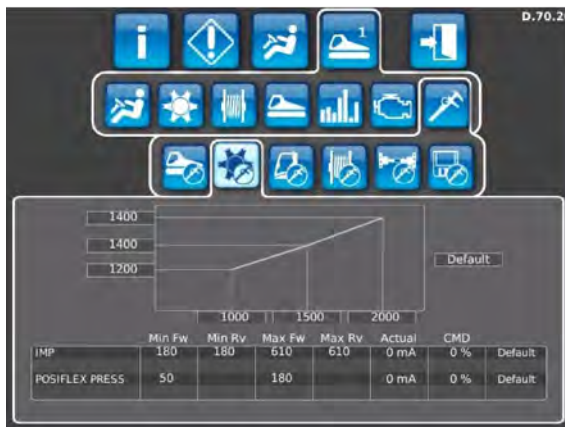 D.70.2
1
1400
1400
1200
Default
1000 1500 2000
Min Fw Min Rv Max Fw Max Rv Actual CMD
IMP 180 180 610 610 0 mA 0 % Default
POSIFLEX PRESS 50 180 0 mA 0 % Default